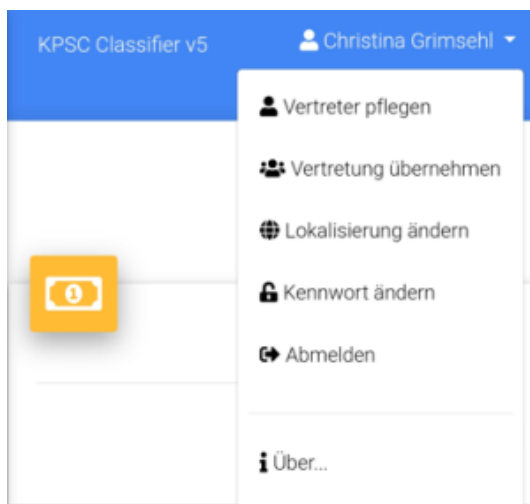 KPSC Classifier v5
Christina Grimsehl
Vertreter pflegen
Vertretung übernehmen
Lokalisierung ändern
Kennwort ändern
Abmelden
Über...